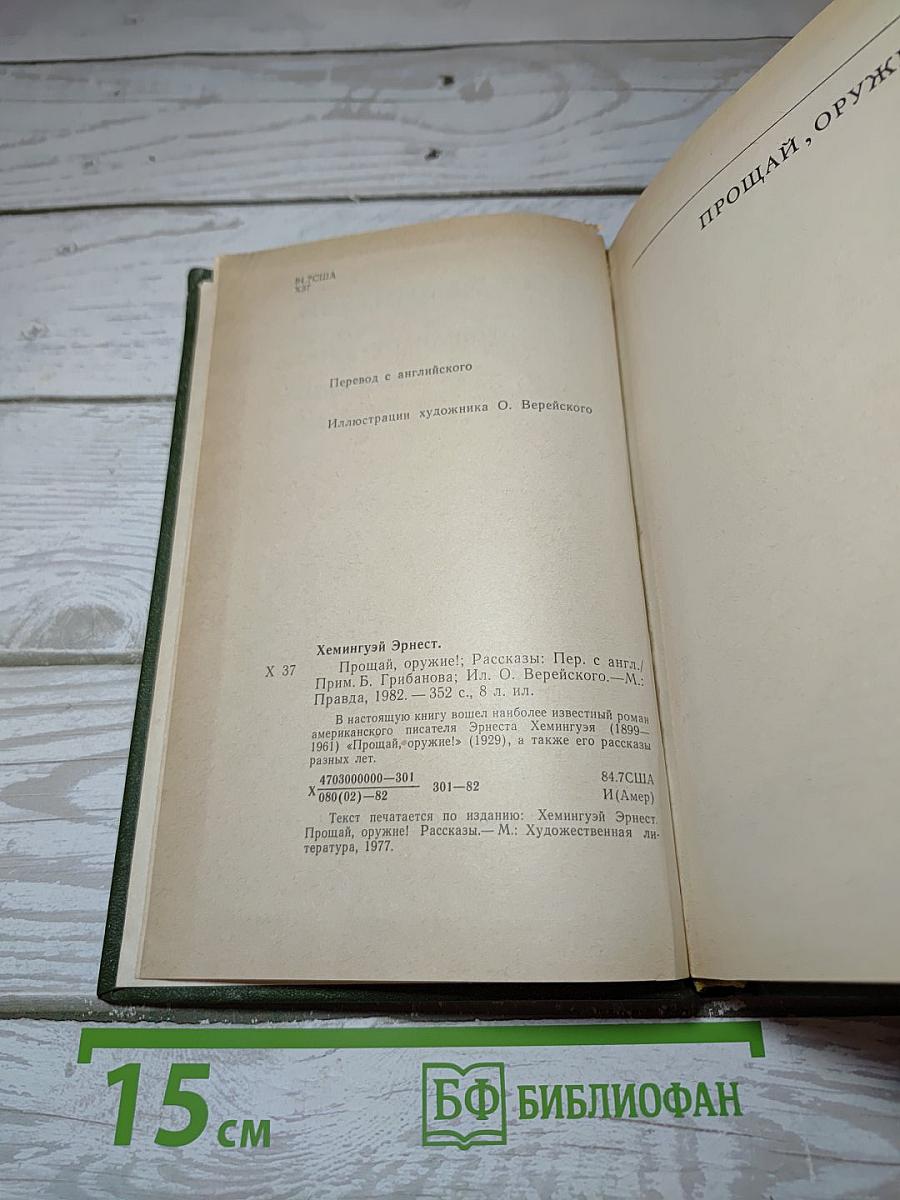 84.7США
Х37
Перевод с английского
Иллюстрации художника О. Верейского
Хемингуэй Эрнест.
Х 37
Прощай, оружие!; Рассказы: Пер. с англ./
Прим. Б. Грибанова; Ил. О. Верейского.—М.:
Правда, 1982. — 352 с., 8 л. ил.
В настоящую книгу вошел наиболее известный роман
американского писателя Эрнеста Хемингуэя (1899—
1961) «Прощай, оружие!» (1929), а также его рассказы
разных лет.
Х 4703000000—301
080(02)—82
301—82
84.7США
И(Амер)
Текст печатается по изданию: Хемингуэй Эрнест.
Прощай, оружие! Рассказы.— М.: Художественная ли-
тература, 1977.
ПРОЩАЙ, ОРУЖ
15 см
БФ БИБЛИОФАН